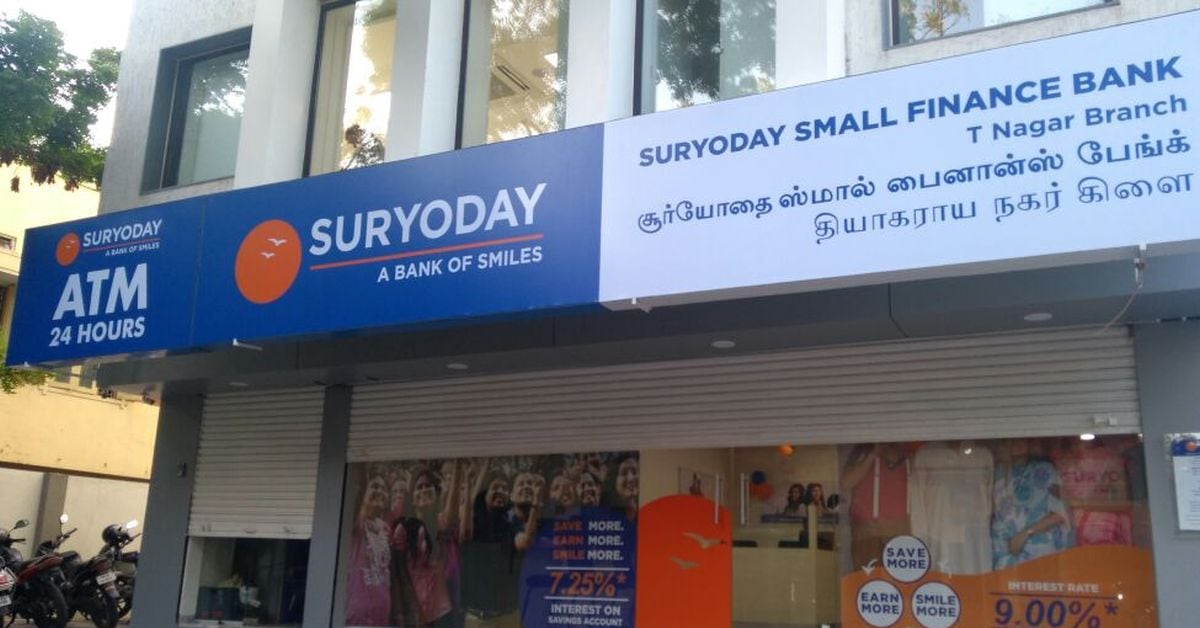 SURYODAY
A BANK OF SMILES
ATM
24 HOURS
SURYODAY
A BANK OF SMILES
SURYODAY SMALL FINANCE BANK
T Nagar Branch
சூர்யோதை ஸ்மால் பைனான்ஸ் பேங்க்
தியாகராய நகர் கிளை
SAVE MORE.
EARN MORE.
SMILE MORE.
7.25%*
INTEREST ON
SAVINGS ACCOUNT
SAVE
MORE
EARN
MORE
SMILE
MORE
INTEREST RATE
9.00%*